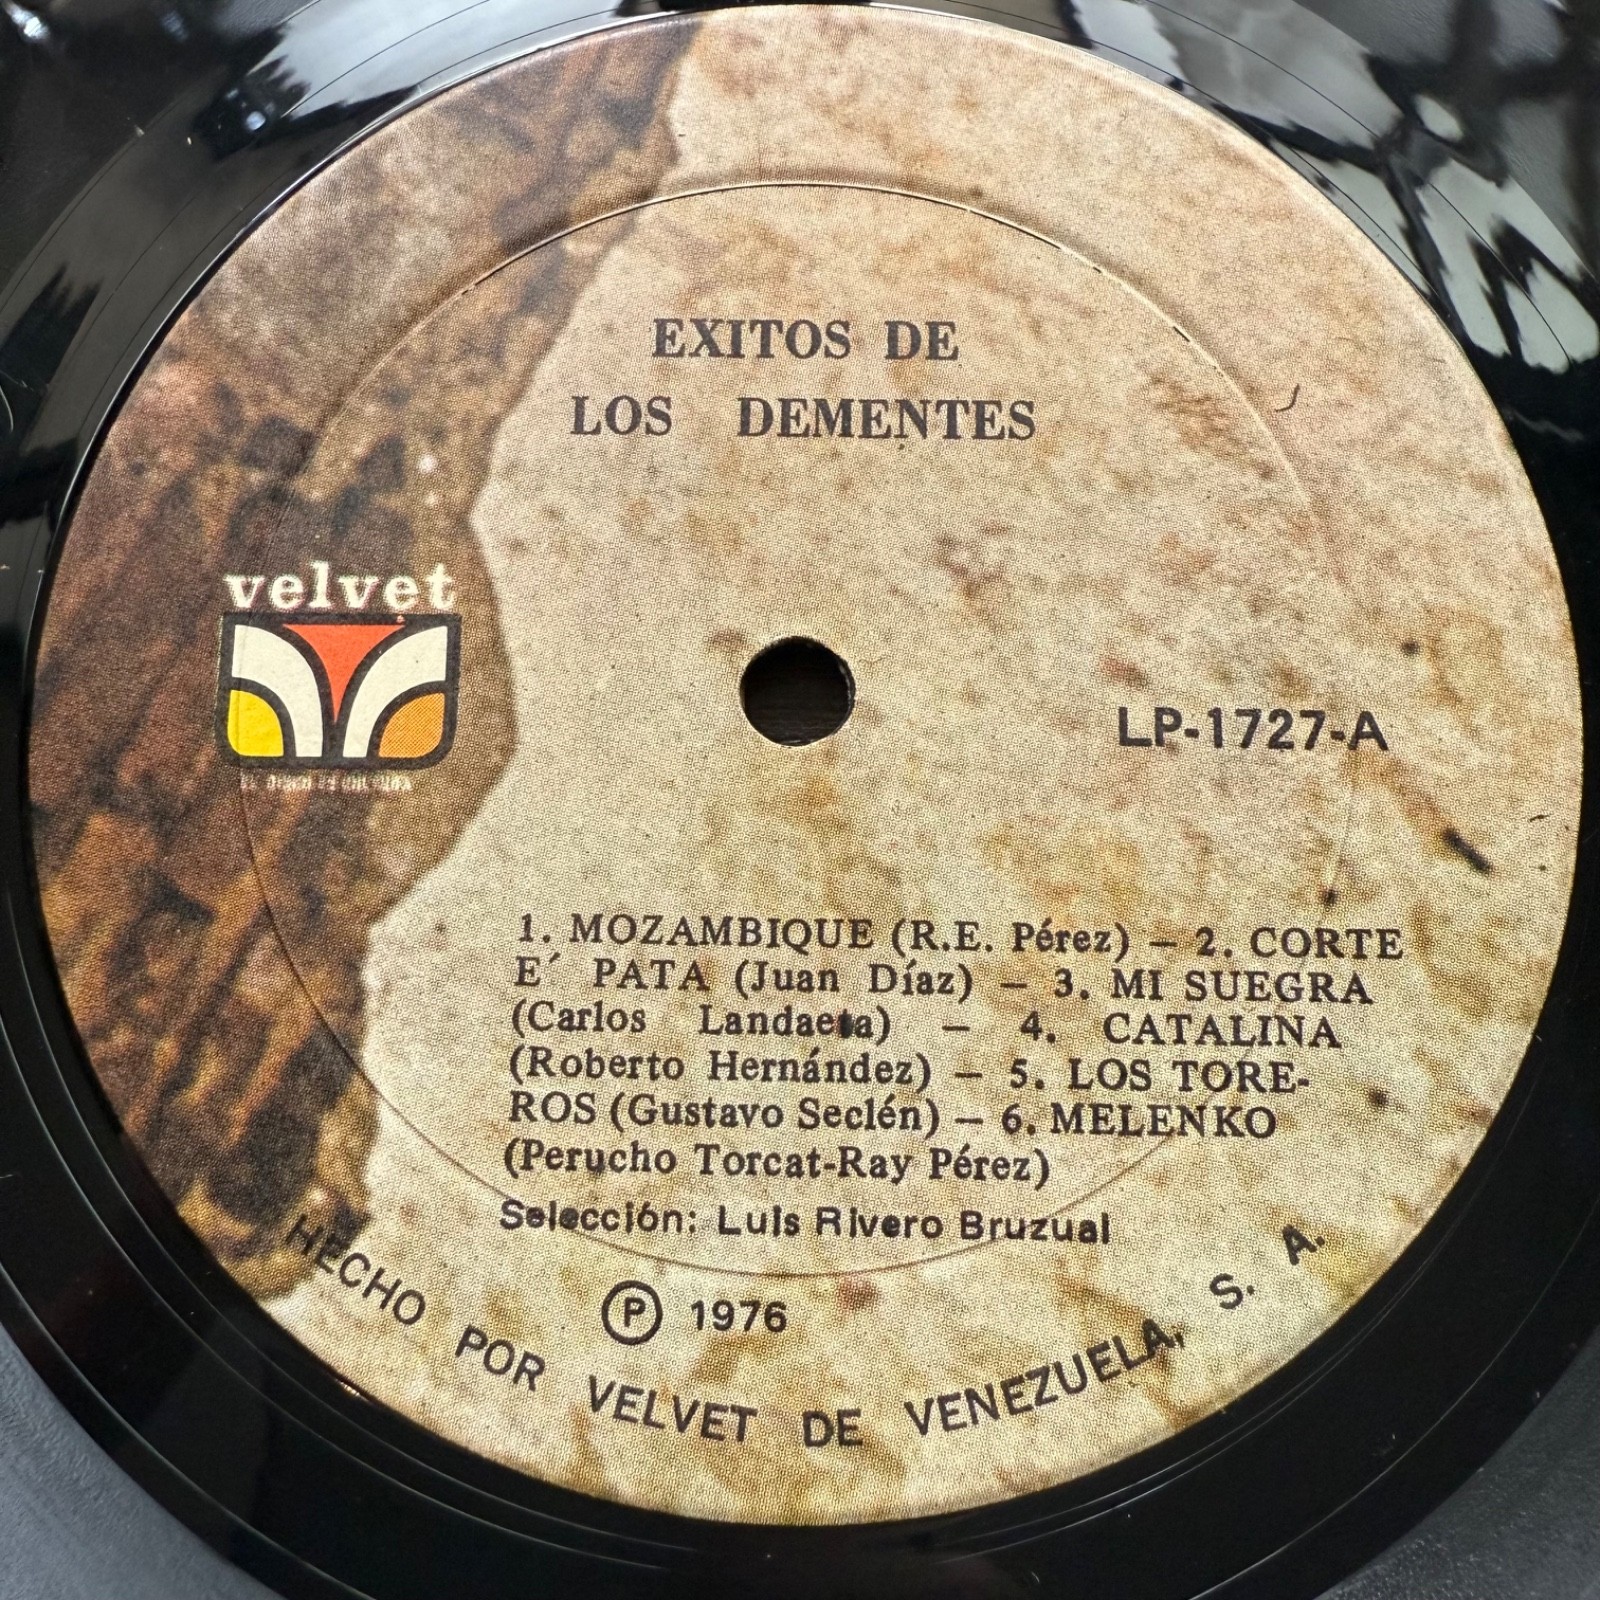 EXITOS DE
LOS DEMENTES
velvet
LP-1727-A
1. MOZAMBIQUE (R.E. Pérez) – 2. CORTE
E´ PATA (Juan Díaz) – 3. MI SUEGRA
(Carlos Landaeta) – 4. CATALINA
(Roberto Hernández) – 5. LOS TORE-
ROS (Gustavo Seclén) – 6. MELENKO
(Perucho Torcat-Ray Pérez)
Selección: Luis Rivero Bruzual
Ⓟ 1976
HECHO POR VELVET DE VENEZUELA, S. A.